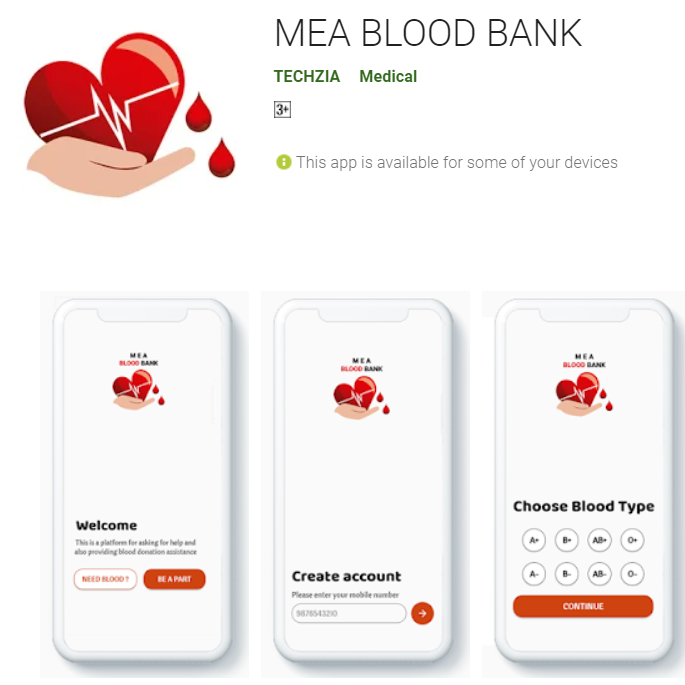 MEA BLOOD BANK
TECHZIA Medical
3+
This app is available for some of your devices
MEA
BLOOD BANK
Welcome
This is a platform for asking for help and
also providing blood donation assistance
NEED BLOOD ? BE A PART
MEA
BLOOD BANK
Create account
Please enter your mobile number
9876543210
MEA
BLOOD BANK
Choose Blood Type
A+ B+ AB+ O+
A- B- AB- O-
CONTINUE